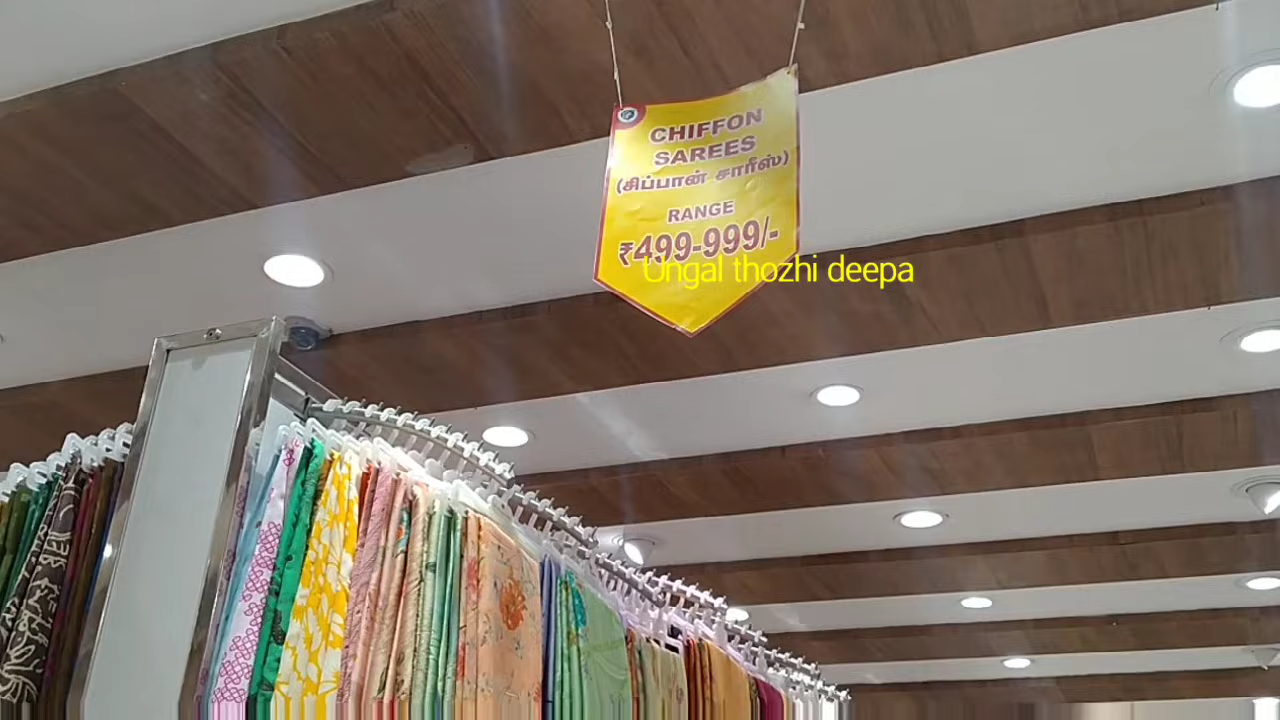 CHIFFON
SAREES
(சிப்பான் சாரீஸ்)
RANGE
₹499-999/-
Ungal thozhi deepa